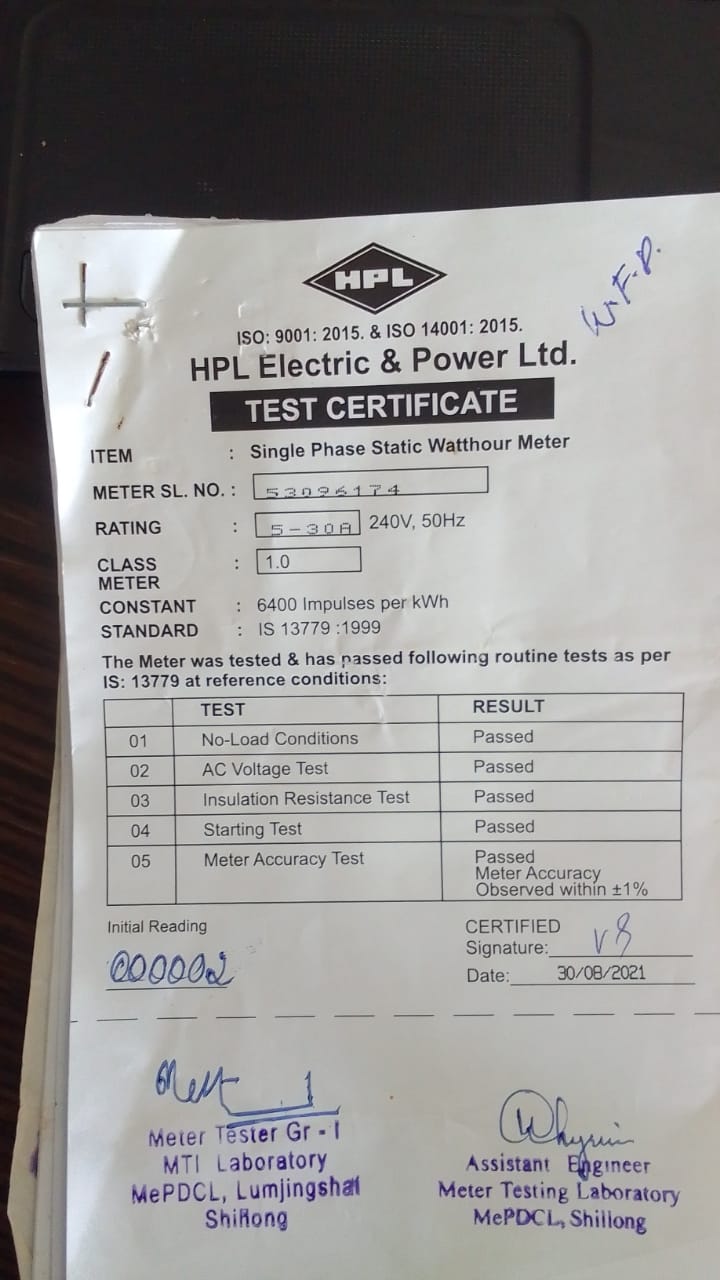 HPL
W.F.P.
ISO: 9001: 2015. & ISO 14001: 2015.
HPL Electric & Power Ltd.
TEST CERTIFICATE
ITEM : Single Phase Static Watthour Meter
METER SL. NO. : 53096174
RATING : 5-30A 240V, 50Hz
CLASS : 1.0
METER
CONSTANT : 6400 Impulses per kWh
STANDARD : IS 13779 :1999
The Meter was tested & has passed following routine tests as per
IS: 13779 at reference conditions:
TEST RESULT
01 No-Load Conditions Passed
02 AC Voltage Test Passed
03 Insulation Resistance Test Passed
04 Starting Test Passed
05 Meter Accuracy Test Passed
Meter Accuracy
Observed within ±1%
Initial Reading
000002
CERTIFIED
Signature:
Date: 30/08/2021
Meter Tester Gr - I
MTI Laboratory
MePDCL, Lumjingshai
Shillong
Assistant Engineer
Meter Testing Laboratory
MePDCL, Shillong